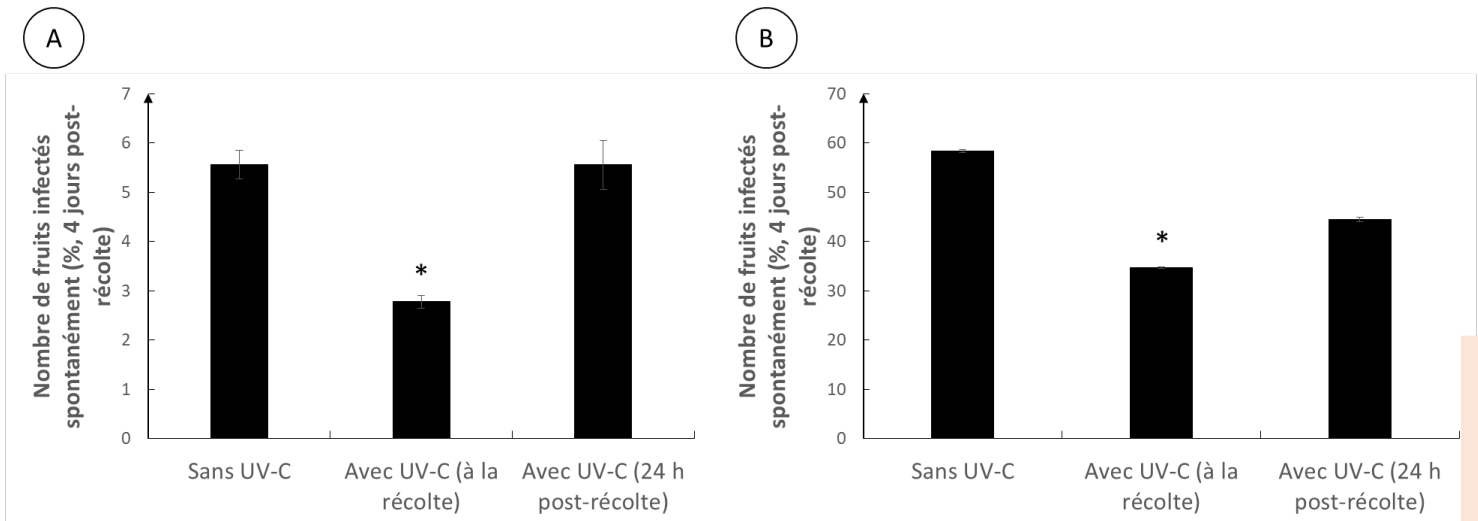 A
Nombre de fruits infectés
spontanément (%, 4 jours post-
récolte)
7
6
5
4
3
2
1
0
*
Sans UV-C
Avec UV-C (à la
récolte)
Avec UV-C (24 h
post-récolte)
B
Nombre de fruits infectés
spontanément (%, 4 jours post-
récolte)
70
60
50
40
30
20
10
0
*
Sans UV-C
Avec UV-C (à la
récolte)
Avec UV-C (24 h
post-récolte)